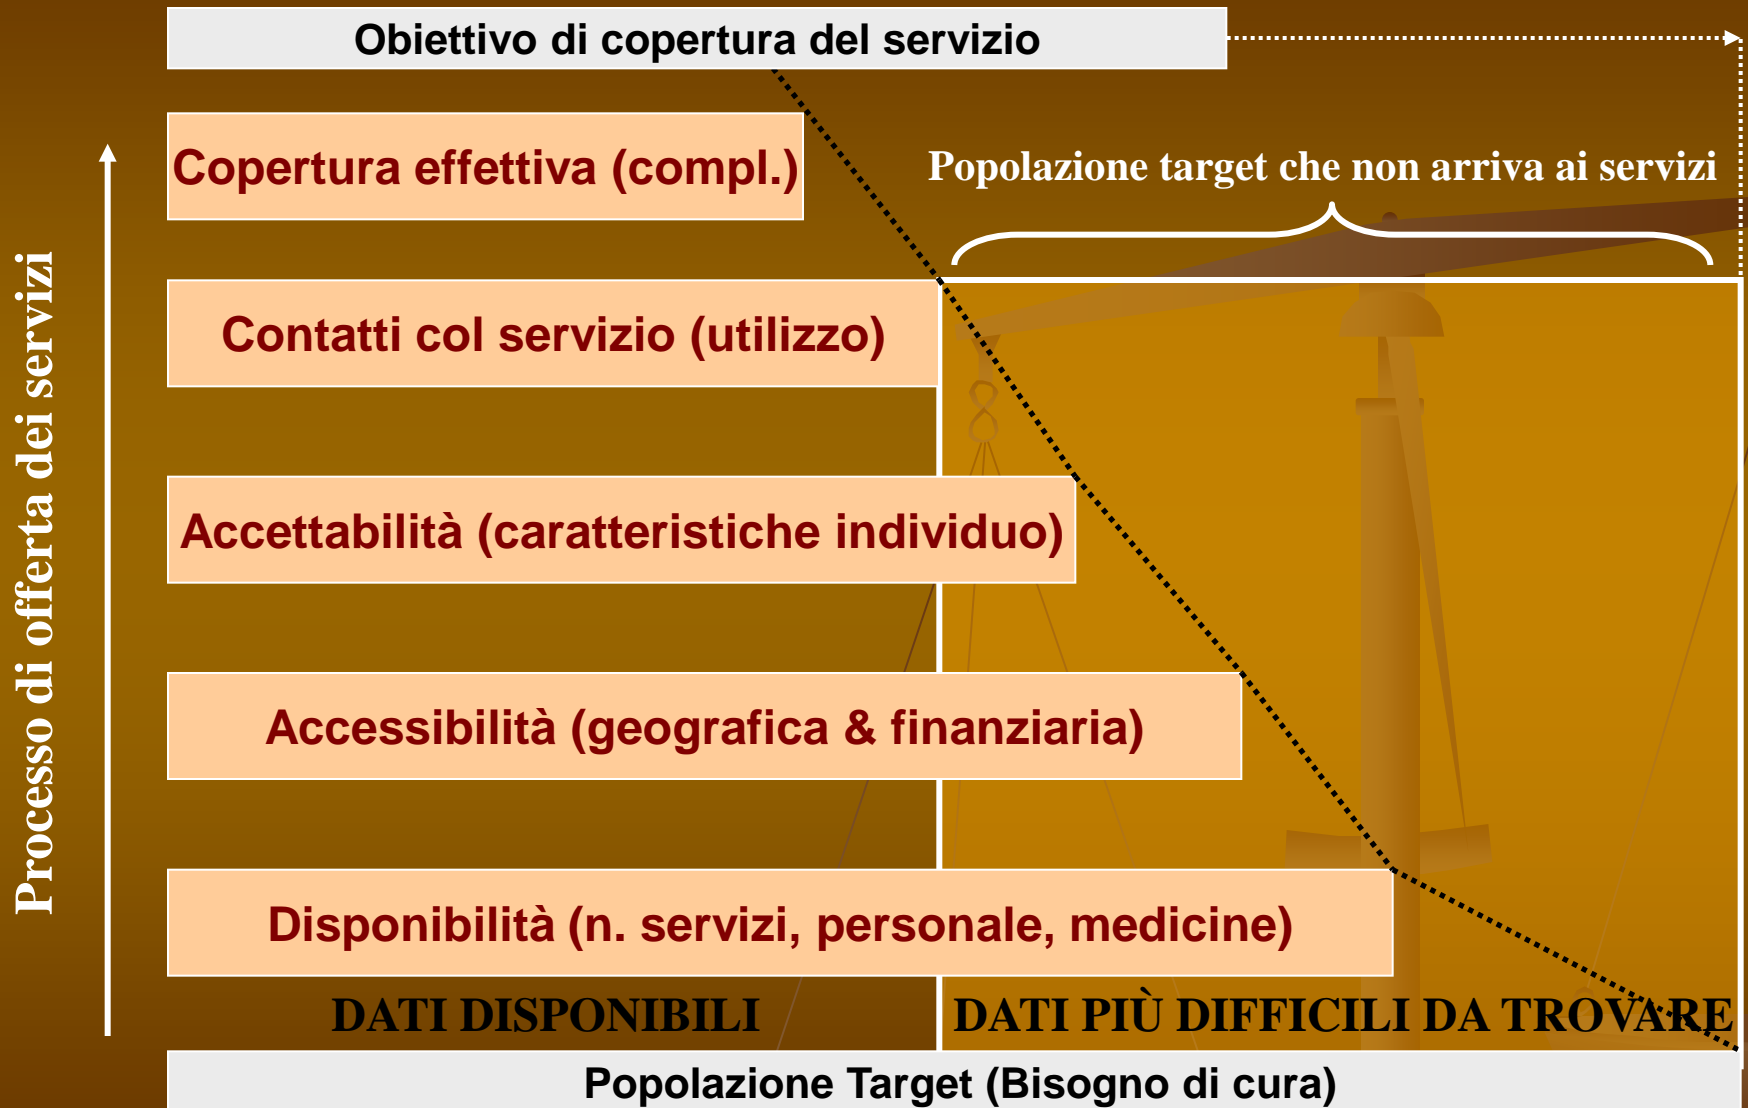 Obiettivo di copertura del servizio
Copertura effettiva (compl.)
Popolazione target che non arriva ai servizi
Processo di offerta dei servizi
Contatti col servizio (utilizzo)
Accettabilità (caratteristiche individuo)
Accessibilità (geografica & finanziaria)
Disponibilità (n. servizi, personale, medicine)
DATI DISPONIBILI
DATI PIÙ DIFFICILI DA TROVARE
Popolazione Target (Bisogno di cura)